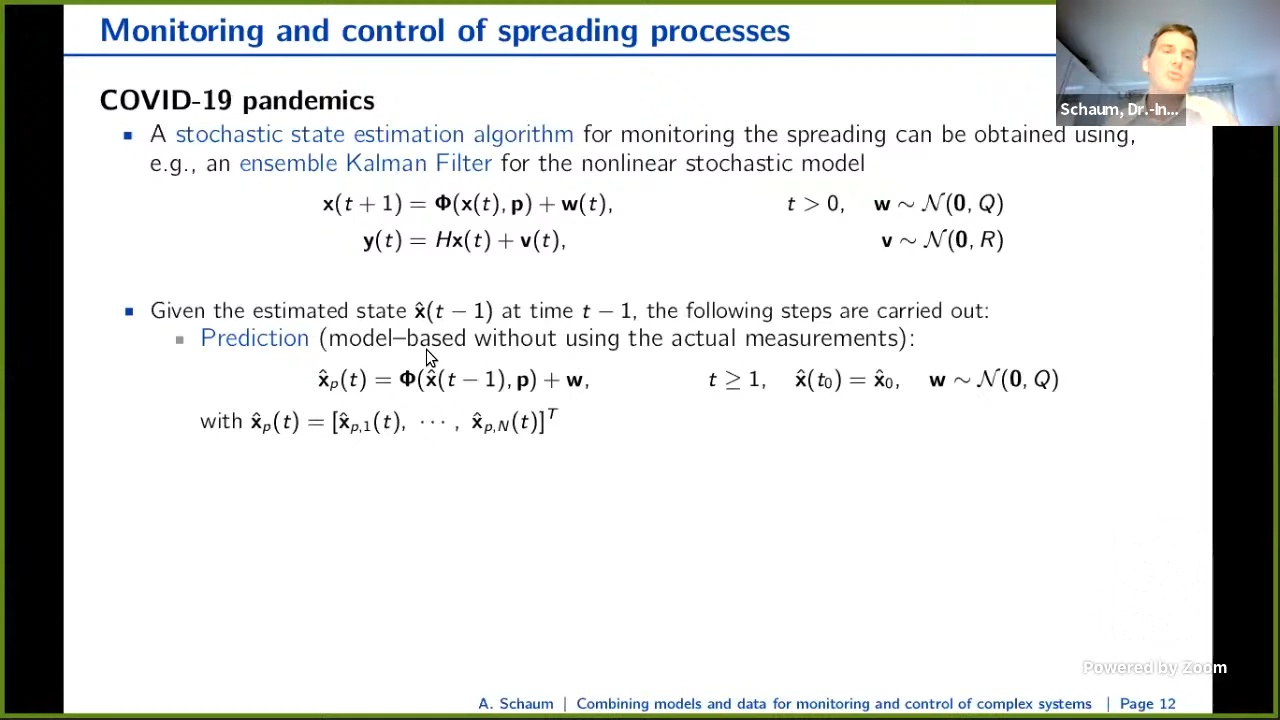 Monitoring and control of spreading processes
Schaum, Dr.-In...
COVID-19 pandemics
A stochastic state estimation algorithm for monitoring the spreading can be obtained using,
e.g., an ensemble Kalman Filter for the nonlinear stochastic model
x(t + 1) = Φ(x(t), p) + w(t), t > 0, w ∼ 𝒩(0, Q)
y(t) = Hx(t) + v(t), v ∼ 𝒩(0, R)
Given the estimated state x̂(t − 1) at time t − 1, the following steps are carried out:
Prediction (model–based without using the actual measurements):
x̂ₚ(t) = Φ(x̂(t − 1), p) + w, t ≥ 1, x̂(t₀) = x̂₀, w ∼ 𝒩(0, Q)
with x̂ₚ(t) = [x̂ₚ,₁(t), ⋯ , x̂ₚ,N(t)]ᵀ
Powered by Zoom
A. Schaum | Combining models and data for monitoring and control of complex systems | Page 12